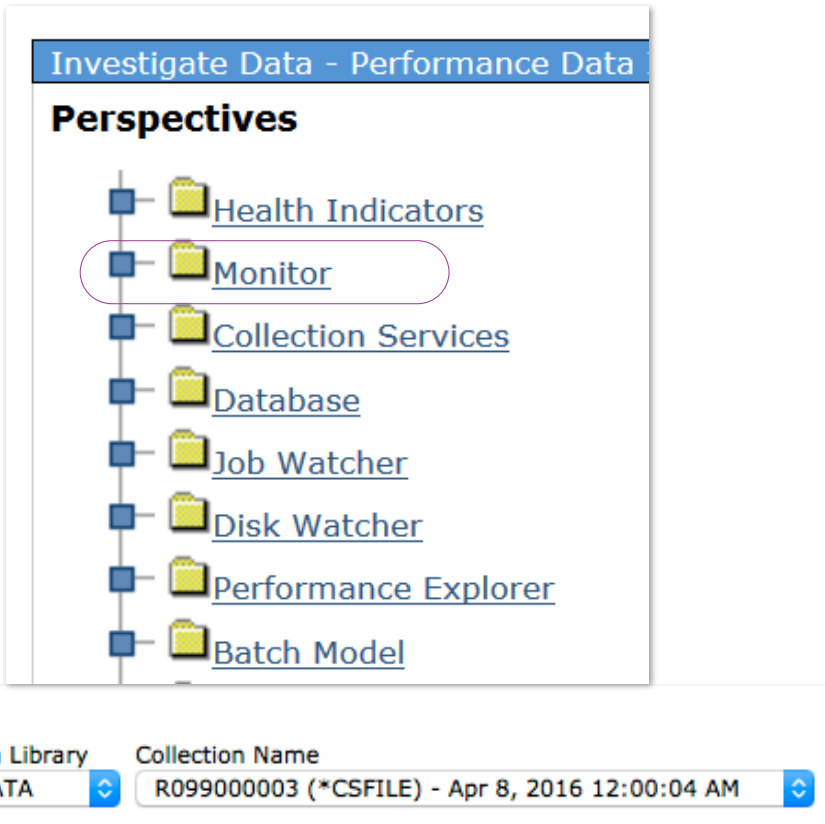 Investigate Data - Performance Data
Perspectives
Health Indicators
Monitor
Collection Services
Database
Job Watcher
Disk Watcher
Performance Explorer
Batch Model
Library Collection Name
ATA R099000003 (*CSFILE) - Apr 8, 2016 12:00:04 AM